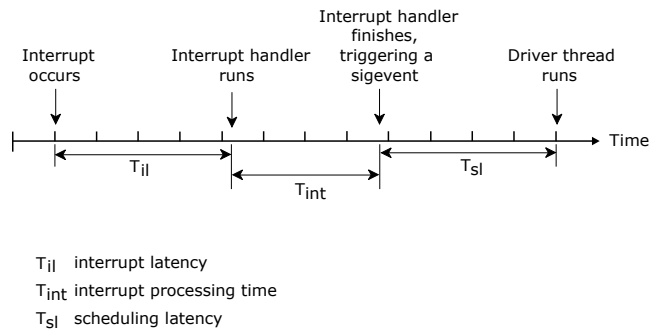 Interrupt handler
finishes,
Interrupt
Interrupt handler
triggering a
Driver thread
occurs
runs
sigevent
runs
Time
Til
Tsl
Tint
Til interrupt latency
Tint interrupt processing time
Tsl scheduling latency